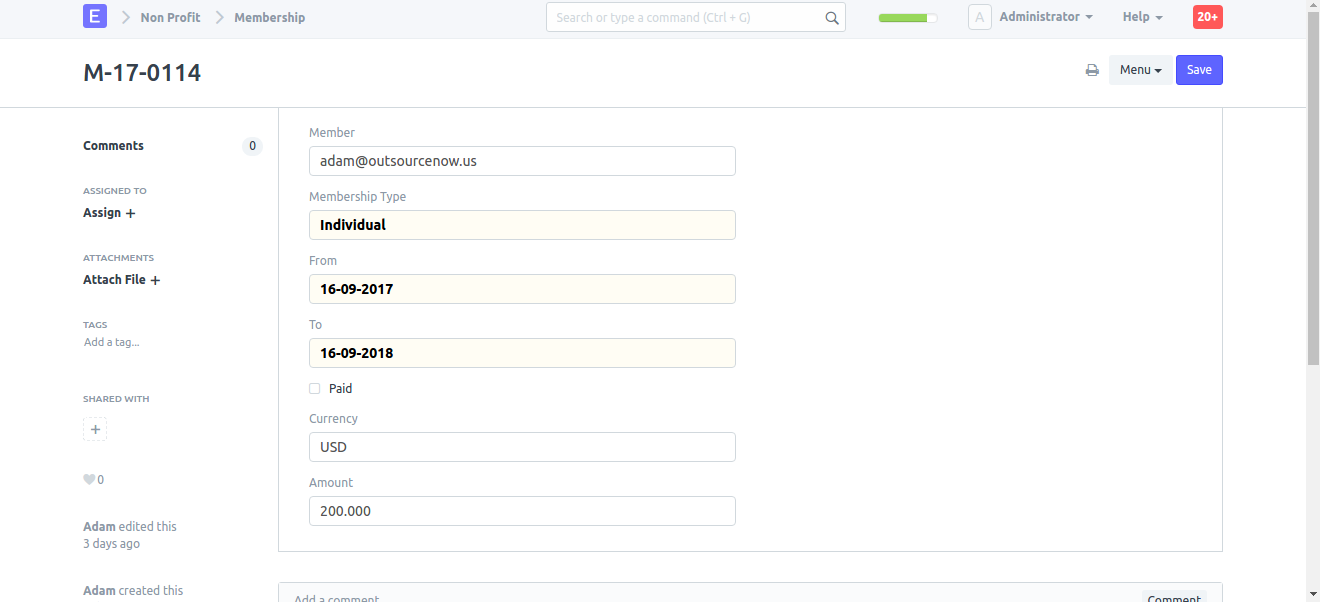 E Non Profit Membership Search or type a command (Ctrl + G) A Administrator Help 20+
M-17-0114 Menu Save
Comments 0
ASSIGNED TO
Assign +
ATTACHMENTS
Attach File +
TAGS
Add a tag...
SHARED WITH
+
0
Adam edited this
3 days ago
Adam created this
Member
adam@outsourcenow.us
Membership Type
Individual
From
16-09-2017
To
16-09-2018
Paid
Currency
USD
Amount
200.000
Add a comment Comment